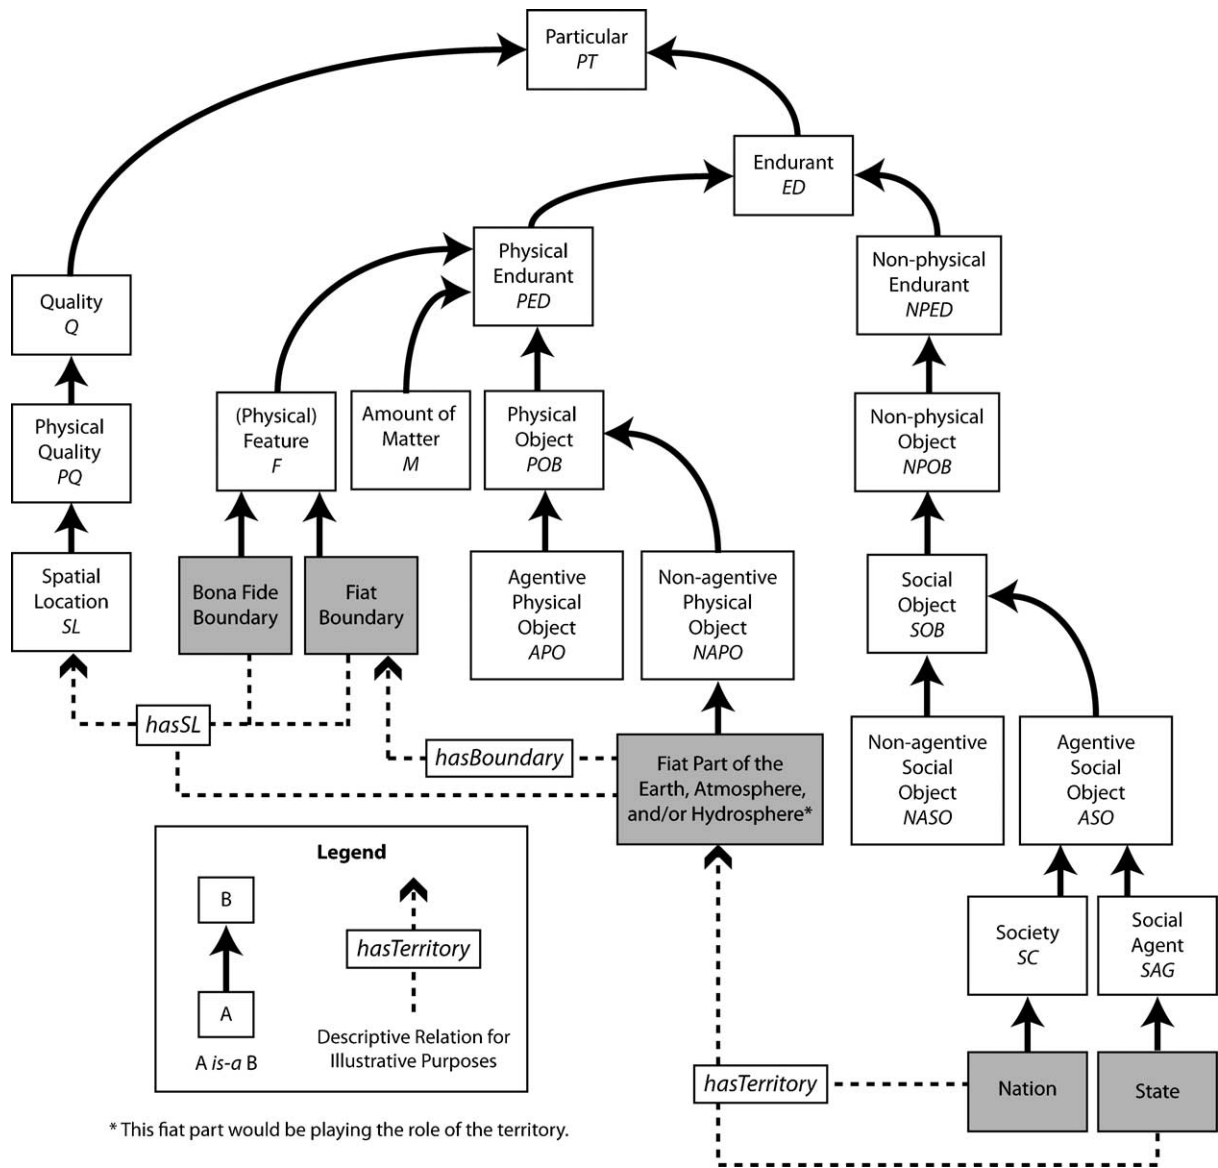 Particular
PT
Endurant
ED
Physical
Endurant
PED
Non-physical
Endurant
NPED
Quality
Q
(Physical)
Feature
F
Amount of
Matter
M
Physical
Object
POB
Non-physical
Object
NPOB
Physical
Quality
PQ
Spatial
Location
SL
Bona Fide
Boundary
Fiat
Boundary
Agentive
Physical
Object
APO
Non-agentive
Physical
Object
NAPO
Social
Object
SOB
hasSL
hasBoundary
Fiat Part of the
Earth, Atmosphere,
and/or Hydrosphere*
Non-agentive
Social
Object
NASO
Agentive
Social
Object
ASO
Legend
B
A
A is-a B
hasTerritory
Descriptive Relation for
Illustrative Purposes
Society
SC
Social
Agent
SAG
hasTerritory
Nation
State
* This fiat part would be playing the role of the territory.